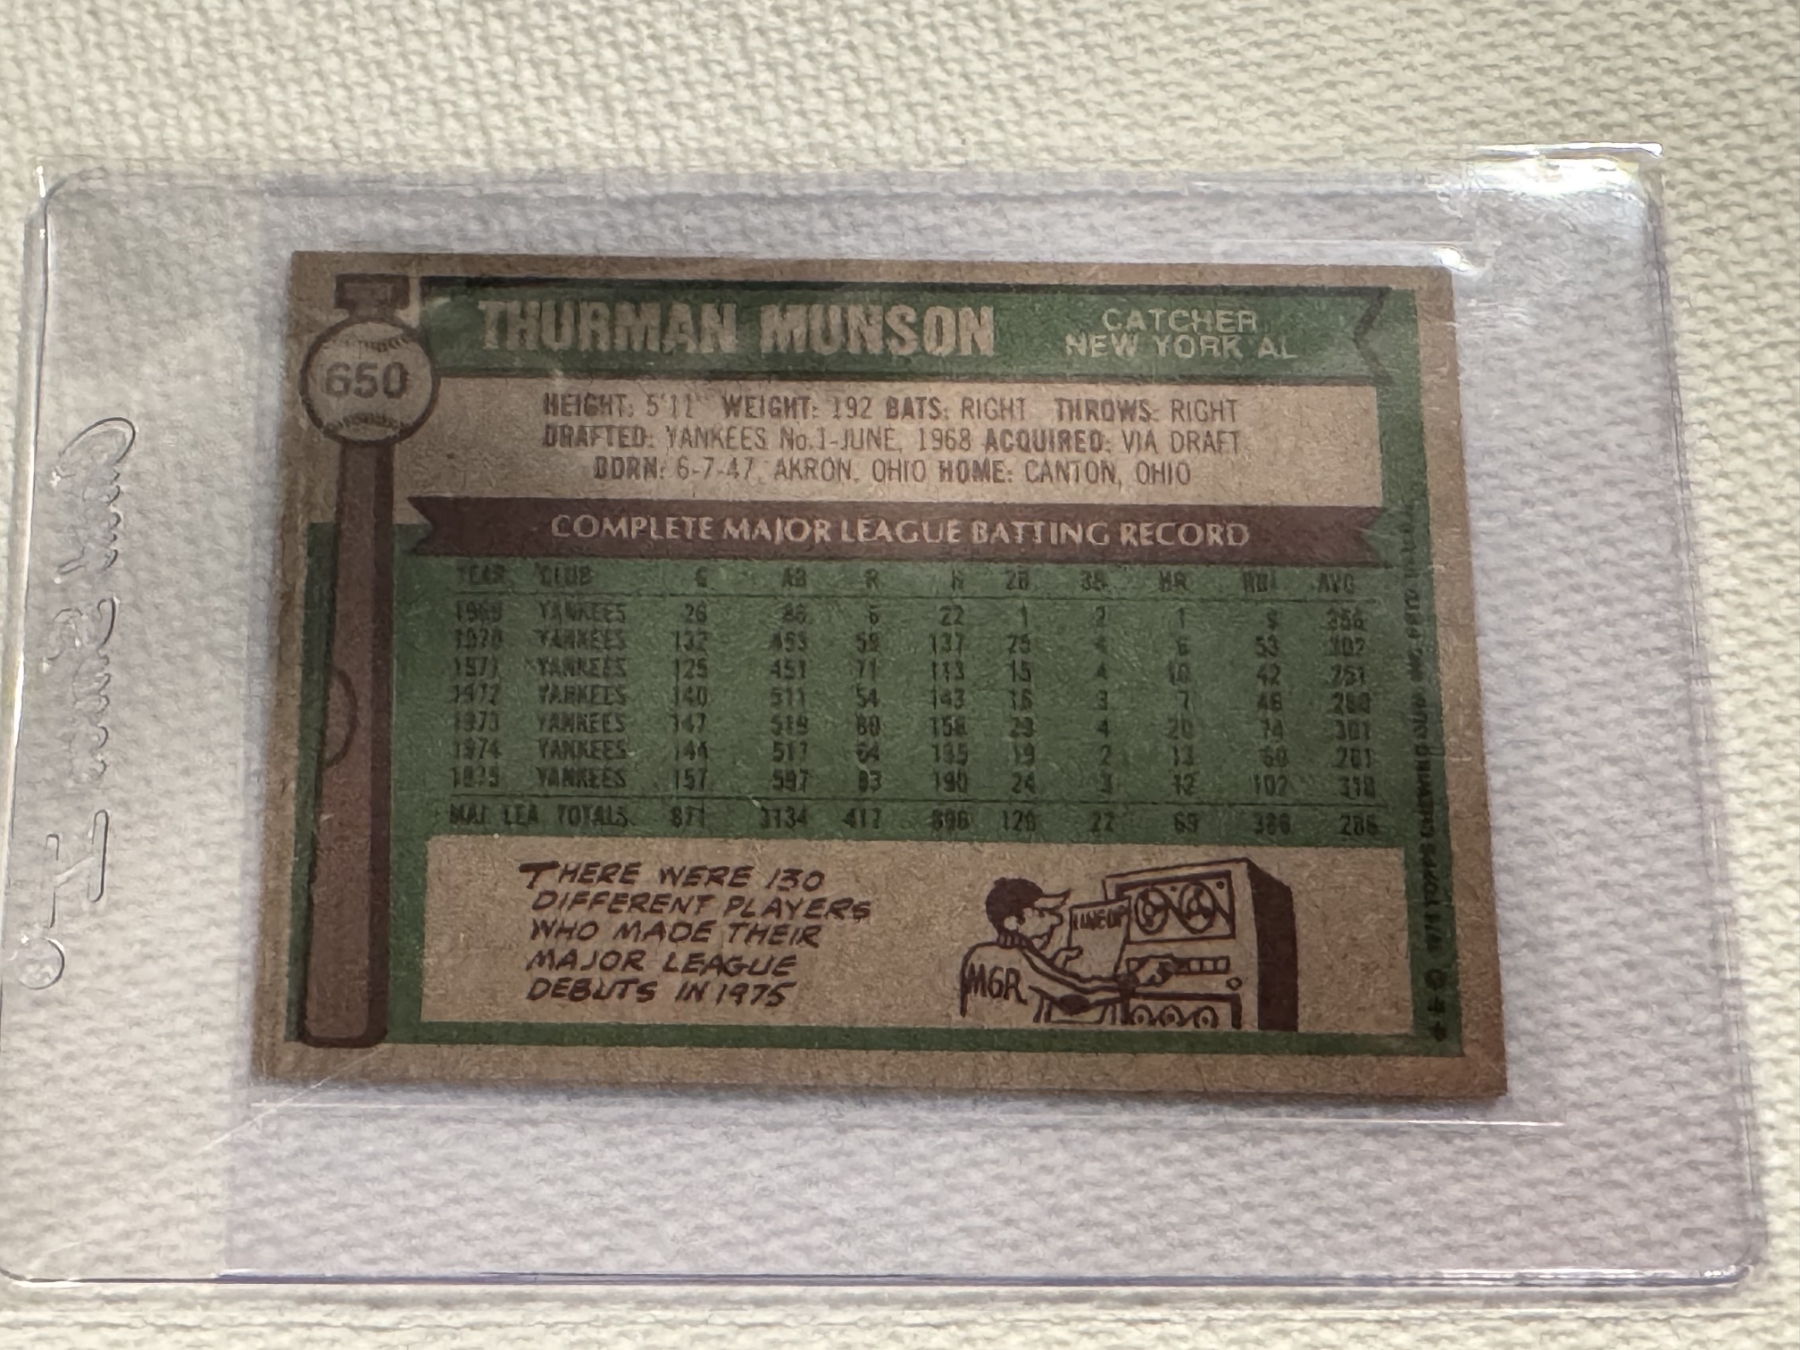 650
THURMAN MUNSON
CATCHER
NEW YORK AL
HEIGHT: 5'11" WEIGHT: 192 BATS: RIGHT THROWS: RIGHT
DRAFTED: YANKEES No.1-JUNE, 1968 ACQUIRED: VIA DRAFT
BORN: 6-7-47, AKRON, OHIO HOME: CANTON, OHIO
COMPLETE MAJOR LEAGUE BATTING RECORD
YEAR CLUB G AB R H 2B 3B HR RBI AVG
1969 YANKEES 26 86 6 22 1 2 1 9 .256
1970 YANKEES 132 453 59 137 25 4 6 53 .302
1971 YANKEES 125 451 71 113 15 4 10 42 .251
1972 YANKEES 140 511 54 143 16 3 7 46 .280
1973 YANKEES 147 519 80 156 29 4 20 74 .301
1974 YANKEES 144 517 64 135 19 2 13 60 .261
1975 YANKEES 157 597 83 190 24 3 12 102 .318
MAJ. LEA. TOTALS 871 3134 417 896 129 22 69 386 .286
THERE WERE 130
DIFFERENT PLAYERS
WHO MADE THEIR
MAJOR LEAGUE
DEBUTS IN 1975
LINEUP
MGR
TOPPS CHEWING GUM, INC.